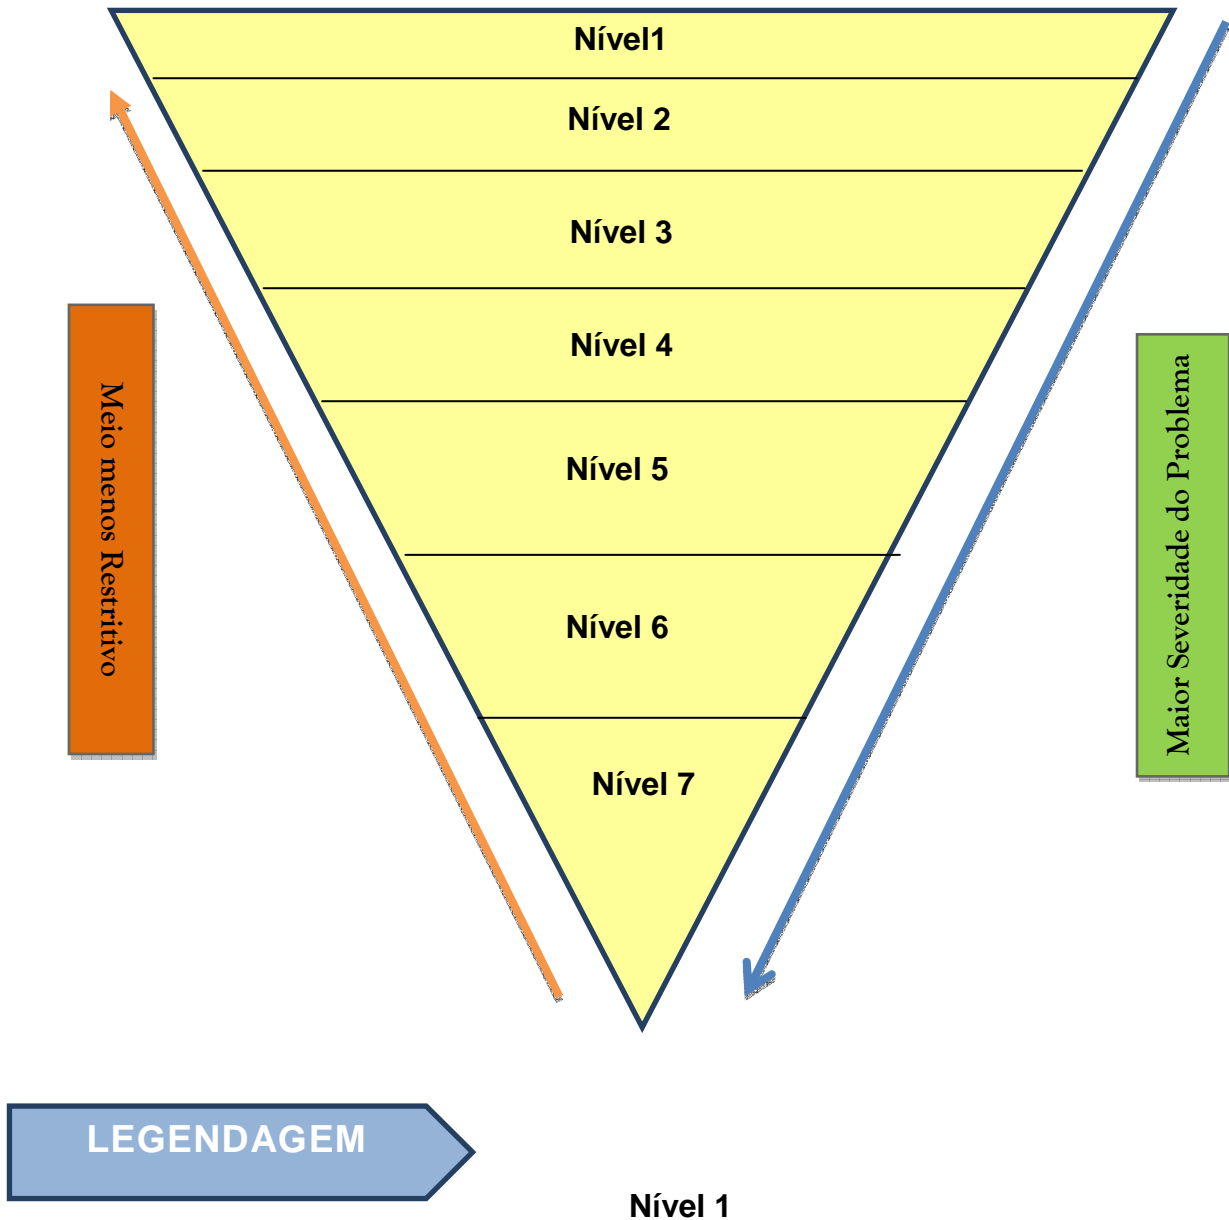 Nível1
Nível 2
Nível 3
Nível 4
Nível 5
Nível 6
Nível 7
Meio menos Restritivo
Maior Severidade do Problema
LEGENDAGEM
Nível 1